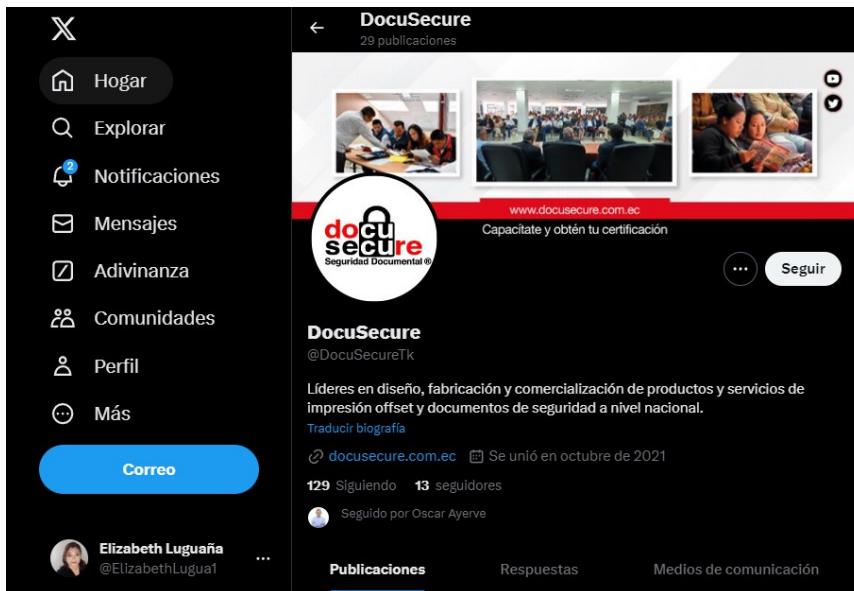 X
Hogar
Explorar
2
Notificaciones
Mensajes
Adivinanza
Comunidades
Perfil
Más
Correo
Elizabeth Luguaña
@ElizabethLugua1
DocuSecure
29 publicaciones
www.docusecure.com.ec
Capacítate y obtén tu certificación
docu
secure
Seguridad Documental ®
Seguir
DocuSecure
@DocuSecureTk
Líderes en diseño, fabricación y comercialización de productos y servicios de
impresión offset y documentos de seguridad a nivel nacional.
Traducir biografía
docusecure.com.ec Se unió en octubre de 2021
129 Siguiendo 13 seguidores
Seguido por Oscar Ayerve
Publicaciones Respuestas Medios de comunicación